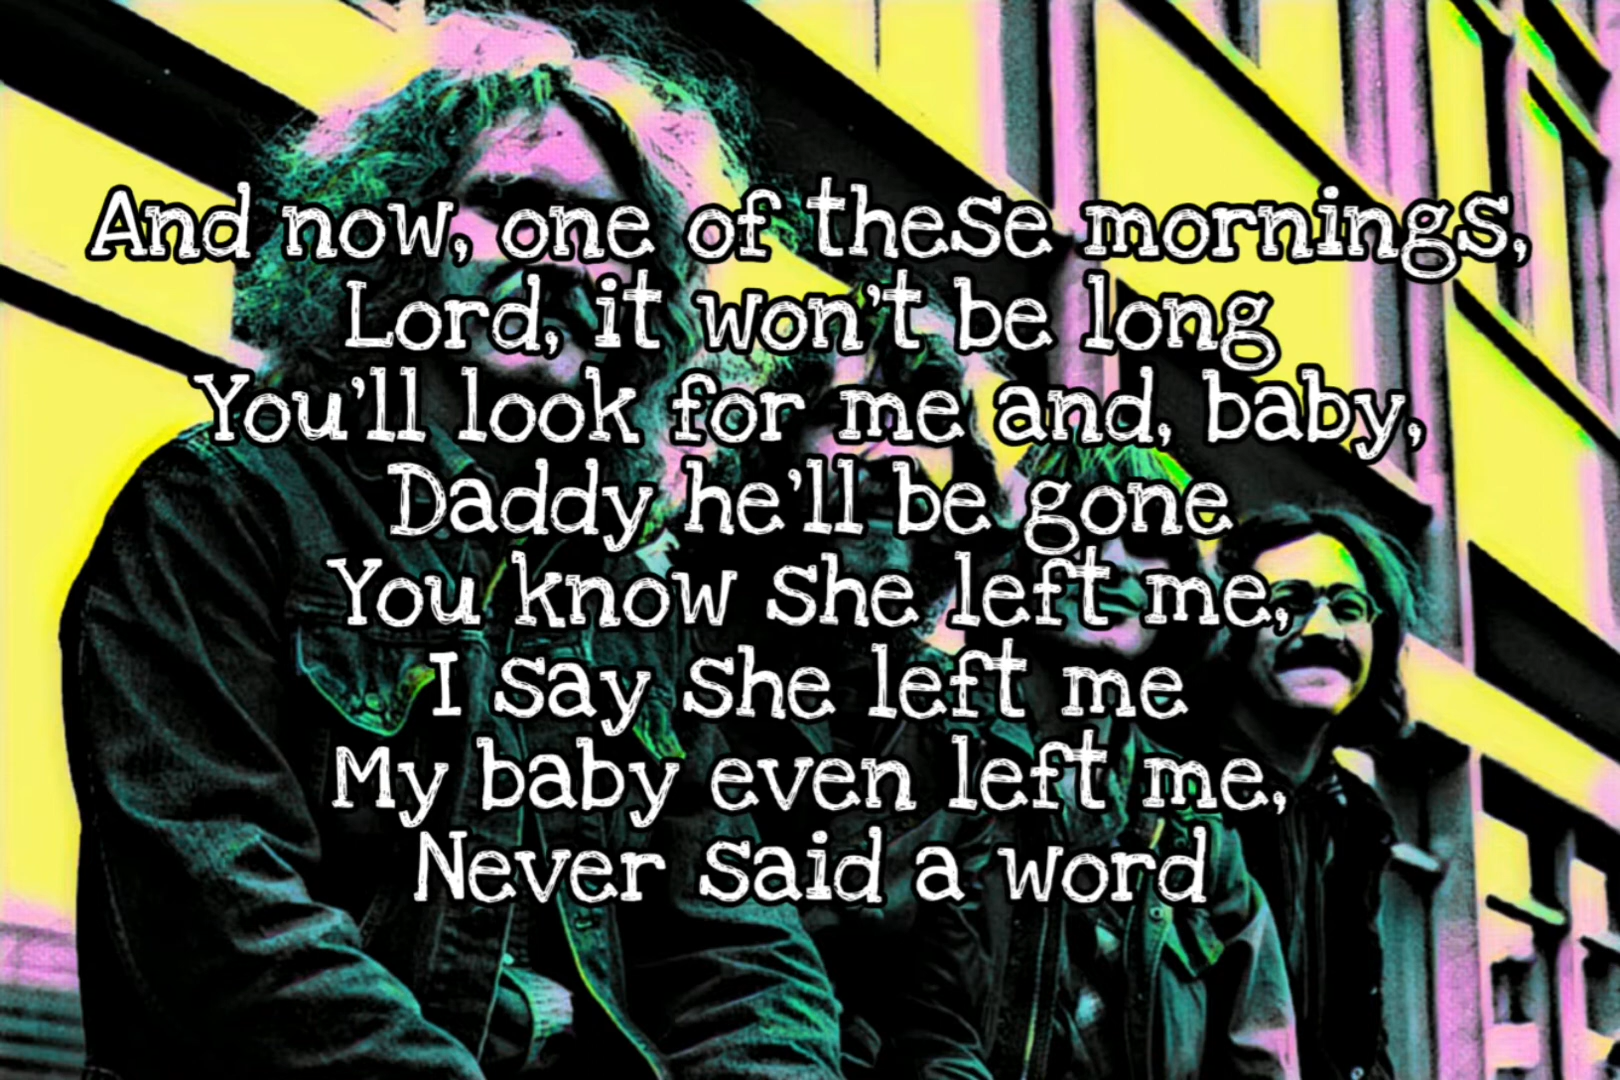 And now, one of these mornings,
Lord, it won't be long
You'll look for me and, baby,
Daddy he'll be gone
You know she left me,
I say she left me
My baby even left me,
Never said a word